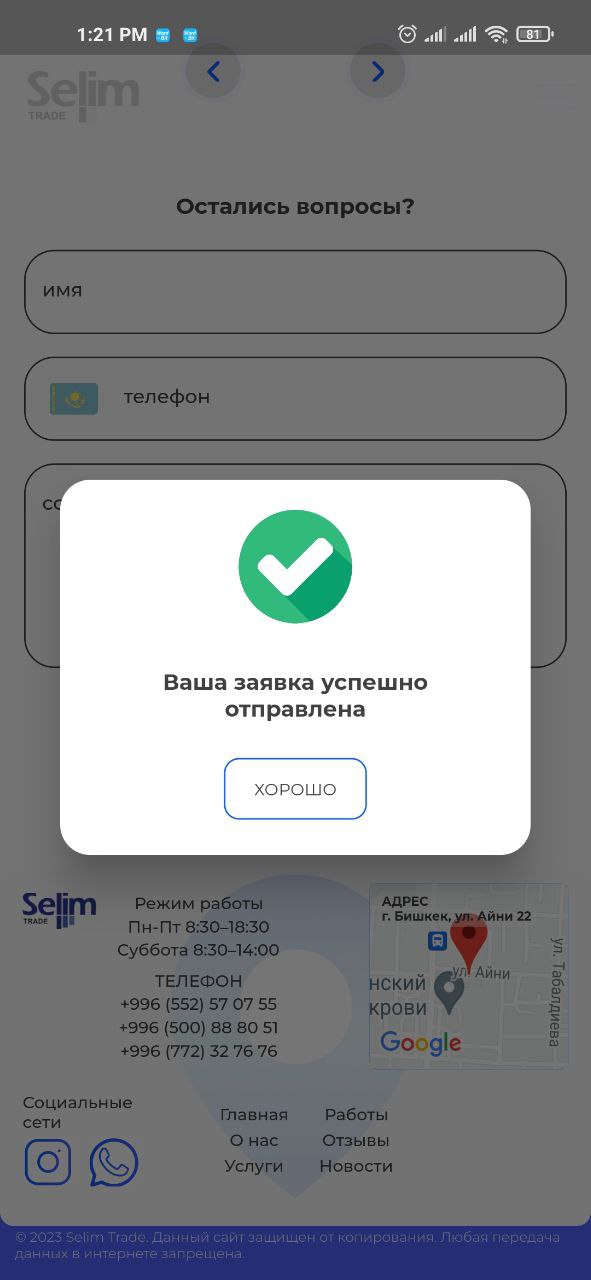 1:21 PM
81
Selim
TRADE
Остались вопросы?
имя
телефон
Ваша заявка успешно
отправлена
ХОРОШО
Selim
TRADE
Режим работы
Пн-Пт 8:30–18:30
Суббота 8:30–14:00
ТЕЛЕФОН
+996 (552) 57 07 55
+996 (500) 88 80 51
+996 (772) 32 76 76
АДРЕС
г. Бишкек, ул. Айни 22
ул. Айни
нский
крови
ул. Табалдиева
Google
Социальные
сети
Главная
О нас
Услуги
Работы
Отзывы
Новости
© 2023 Selim Trade. Данный сайт защищен от копирования. Любая передача
данных в интернете запрещена.